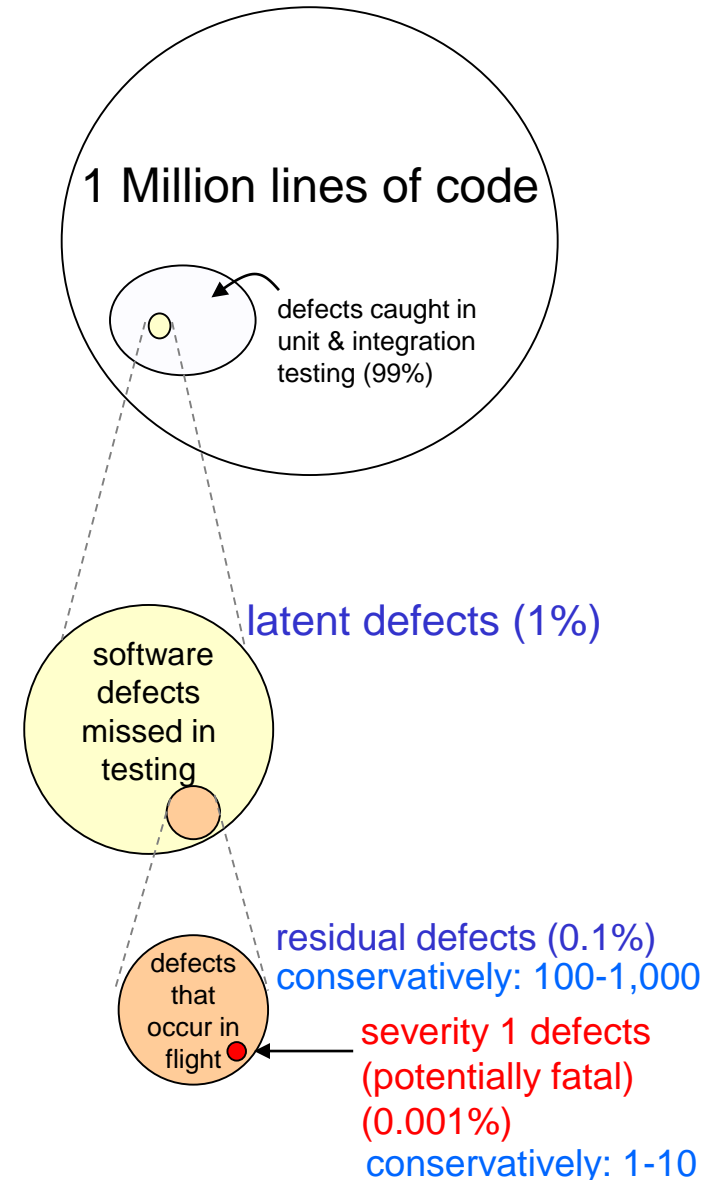 1 Million lines of code
defects caught in
unit & integration
testing (99%)
latent defects (1%)
software
defects
missed in
testing
residual defects (0.1%)
conservatively: 100-1,000
defects
that
occur in
flight
severity 1 defects
(potentially fatal)
(0.001%)
conservatively: 1-10